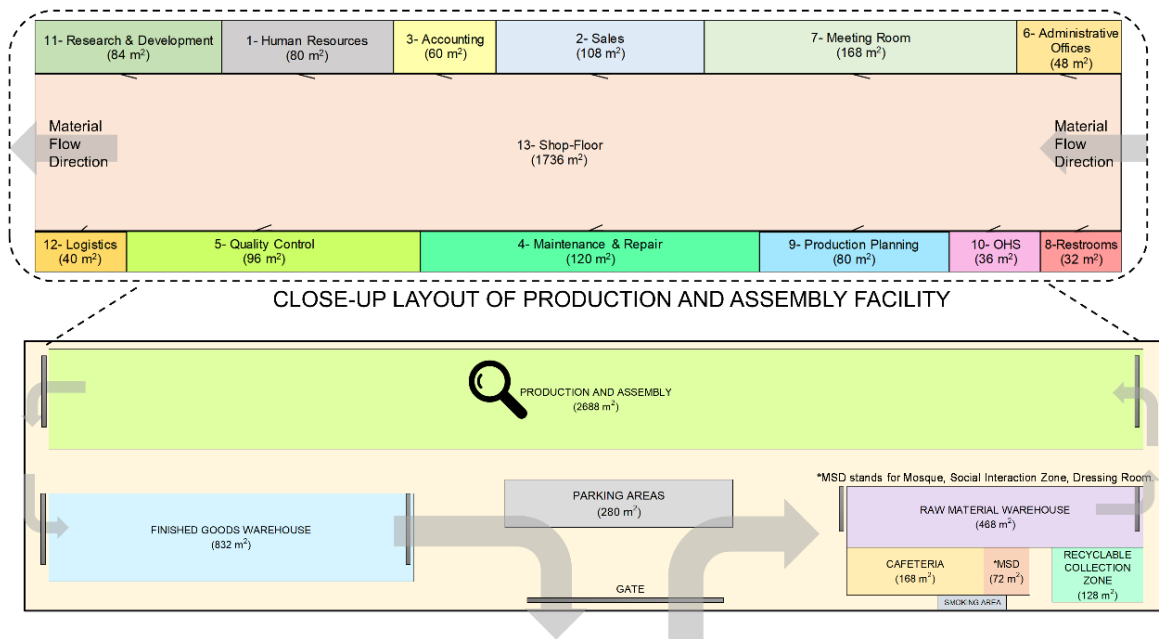 11- Research & Development
(84 m²)
1- Human Resources
(80 m²)
3- Accounting
(60 m²)
2- Sales
(108 m²)
7- Meeting Room
(168 m²)
6- Administrative
Offices
(48 m²)
Material
Flow
Direction
13- Shop-Floor
(1736 m²)
Material
Flow
Direction
12- Logistics
(40 m²)
5- Quality Control
(96 m²)
4- Maintenance & Repair
(120 m²)
9- Production Planning
(80 m²)
10- OHS
(36 m²)
8-Restrooms
(32 m²)
CLOSE-UP LAYOUT OF PRODUCTION AND ASSEMBLY FACILITY
PRODUCTION AND ASSEMBLY
(2688 m²)
*MSD stands for Mosque, Social Interaction Zone, Dressing Room.
PARKING AREAS
(280 m²)
RAW MATERIAL WAREHOUSE
(468 m²)
FINISHED GOODS WAREHOUSE
(832 m²)
CAFETERIA
(168 m²)
*MSD
(72 m²)
RECYCLABLE
COLLECTION
ZONE
(128 m²)
GATE
SMOKING AREA